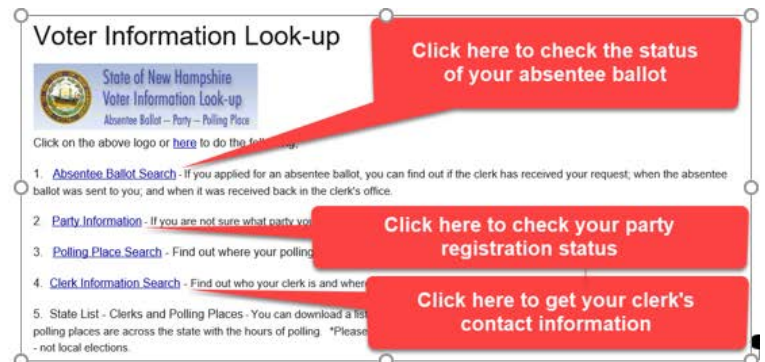 Voter Information Look-up
Click here to check the status
of your absentee ballot
State of New Hampshire
Voter Information Look-up
Absentee Ballot – Party – Polling Place
Click on the above logo or here to do the following;
1. Absentee Ballot Search - If you applied for an absentee ballot, you can find out if the clerk has received your request; when the absentee
ballot was sent to you; and when it was received back in the clerk's office.
2 Party Information - If you are not sure what party
Click here to check your party
registration status
3. Polling Place Search - Find out where your polling
4. Clerk Information Search - Find out who your clerk is and where
Click here to get your clerk's
contact information
5. State List - Clerks and Polling Places - You can download a list
polling places are across the state with the hours of polling. *Please
- not local elections.